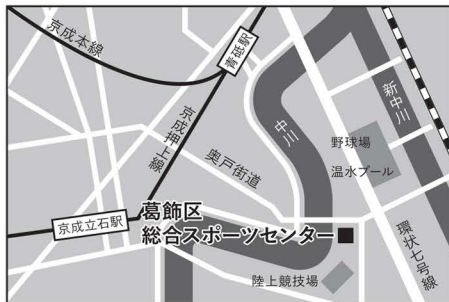 京成本線
青砥駅
京成押上線
中川
新中川
野球場
温水プール
奥戸街道
葛飾区
総合スポーツセンター
京成立石駅
環状七号線
陸上競技場